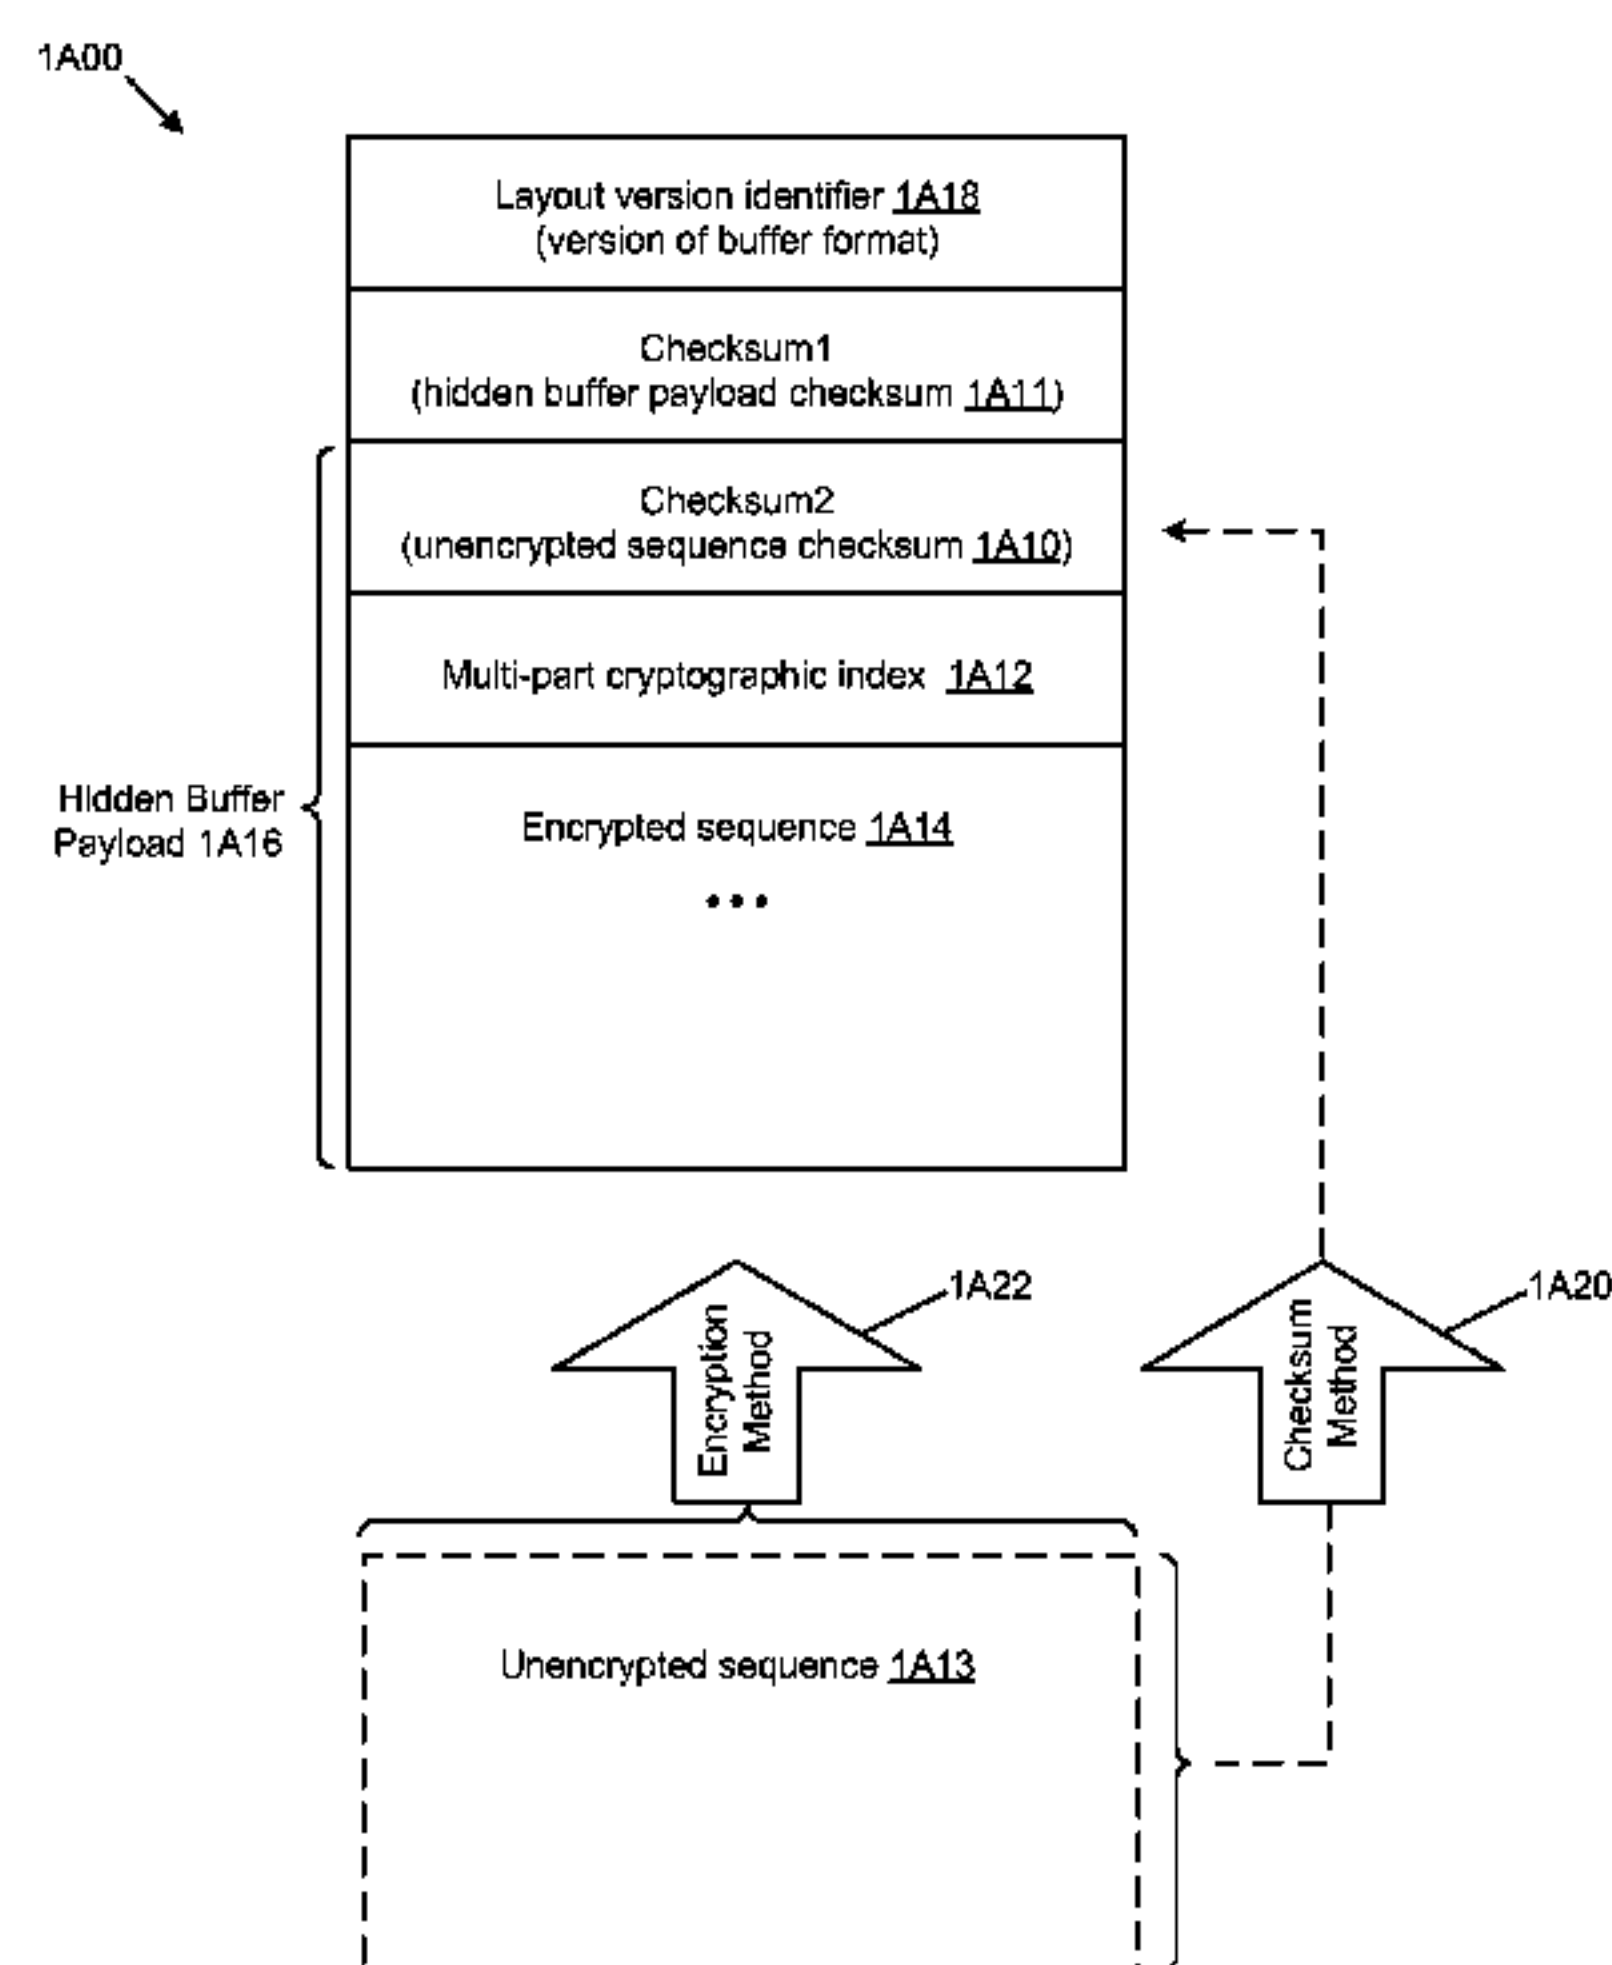 1A00
Layout version identifier 1A18
(version of buffer format)
Checksum1
(hidden buffer payload checksum 1A11)
Checksum2
(unencrypted sequence checksum 1A10)
Multi-part cryptographic index 1A12
Hidden Buffer
Payload 1A16
Encrypted sequence 1A14
•••
1A22
1A20
Encryption
Method
Checksum
Method
Unencrypted sequence 1A13